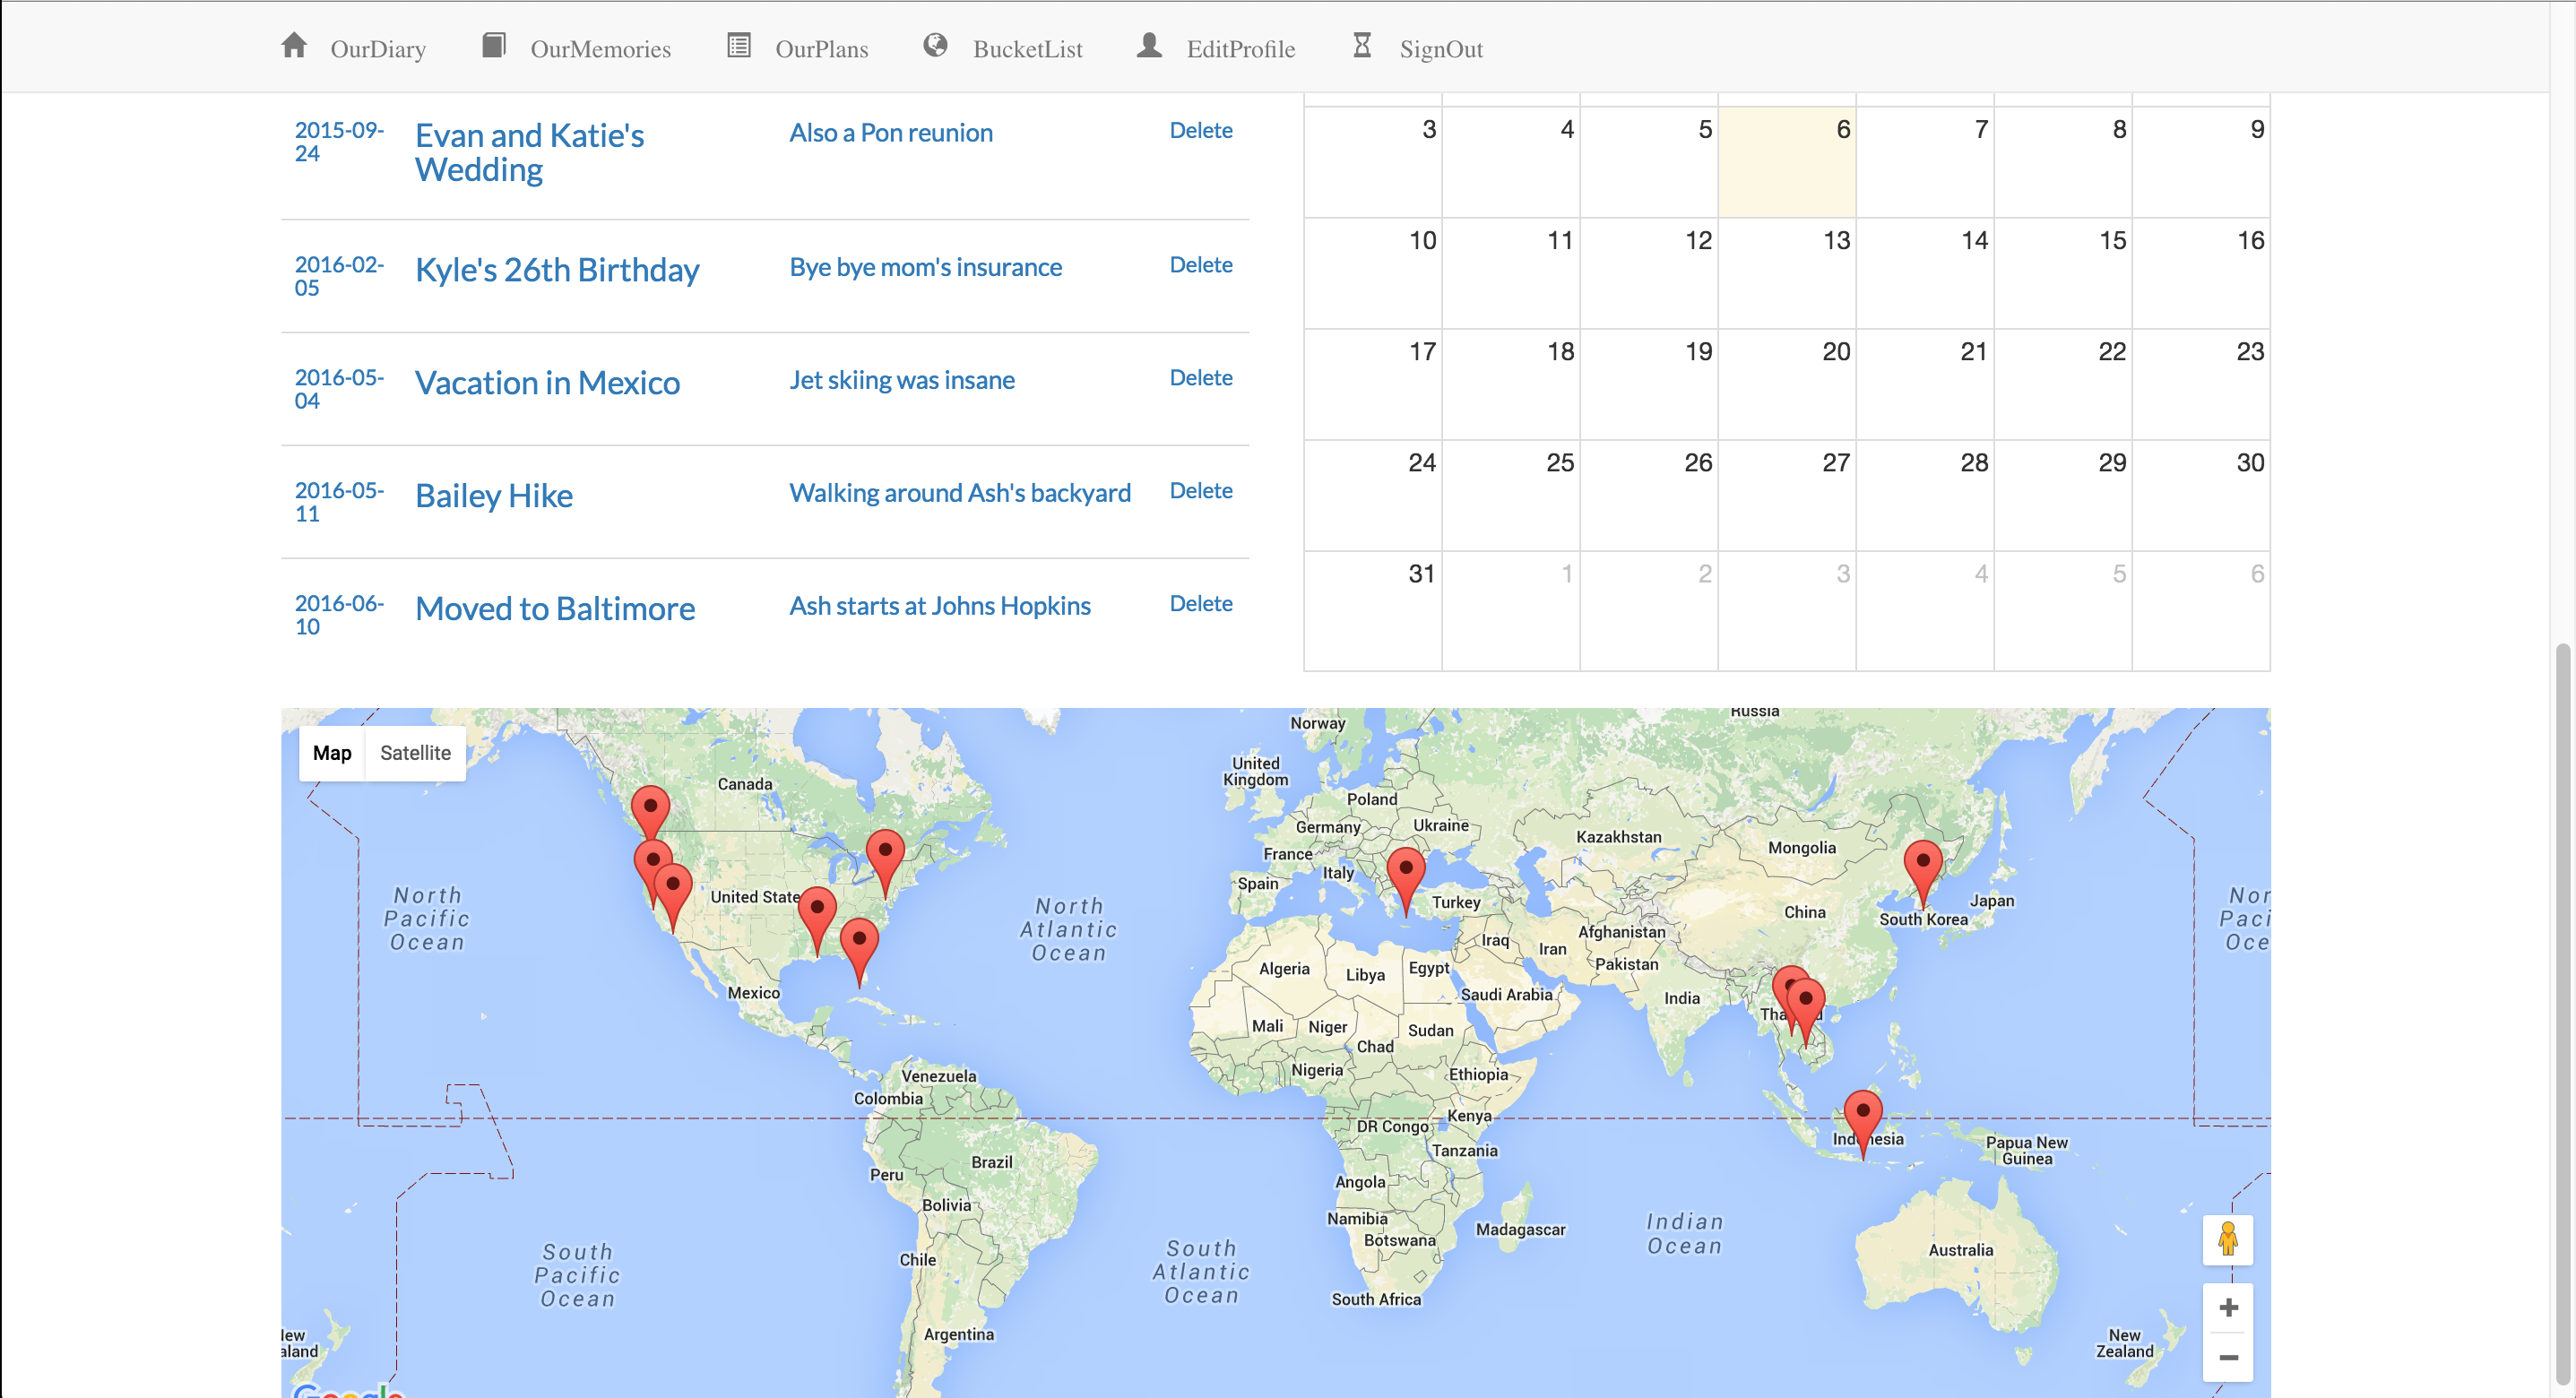 OurDiary OurMemories OurPlans BucketList EditProfile SignOut
2015-09-
24
Evan and Katie's
Wedding
Also a Pon reunion
Delete
2016-02-
05
Kyle's 26th Birthday
Bye bye mom's insurance
Delete
2016-05-
04
Vacation in Mexico
Jet skiing was insane
Delete
2016-05-
11
Bailey Hike
Walking around Ash's backyard
Delete
2016-06-
10
Moved to Baltimore
Ash starts at Johns Hopkins
Delete
3 4 5 6 7 8 9
10 11 12 13 14 15 16
17 18 19 20 21 22 23
24 25 26 27 28 29 30
31 1 2 3 4 5 6
Map Satellite
Norway
Russia
United
Kingdom
Canada
Poland
Germany
Ukraine
Kazakhstan
Mongolia
France
Italy
Spain
United State
Turkey
China
Japan
South Korea
North
Pacific
Ocean
North
Atlantic
Ocean
Nor
Paci
Oce
Afghanistan
Iraq
Iran
Pakistan
Algeria
Libya
Egypt
Saudi Arabia
India
Mexico
Mali
Niger
Sudan
Chad
Nigeria
Ethiopia
Venezuela
Colombia
Kenya
DR Congo
Tanzania
Papua New
Guinea
Brazil
Peru
Angola
Bolivia
Namibia
Botswana
Madagascar
Indian
Ocean
South
Pacific
Ocean
South
Atlantic
Ocean
Chile
Australia
South Africa
Argentina
New
Zealand
lew
aland
Google